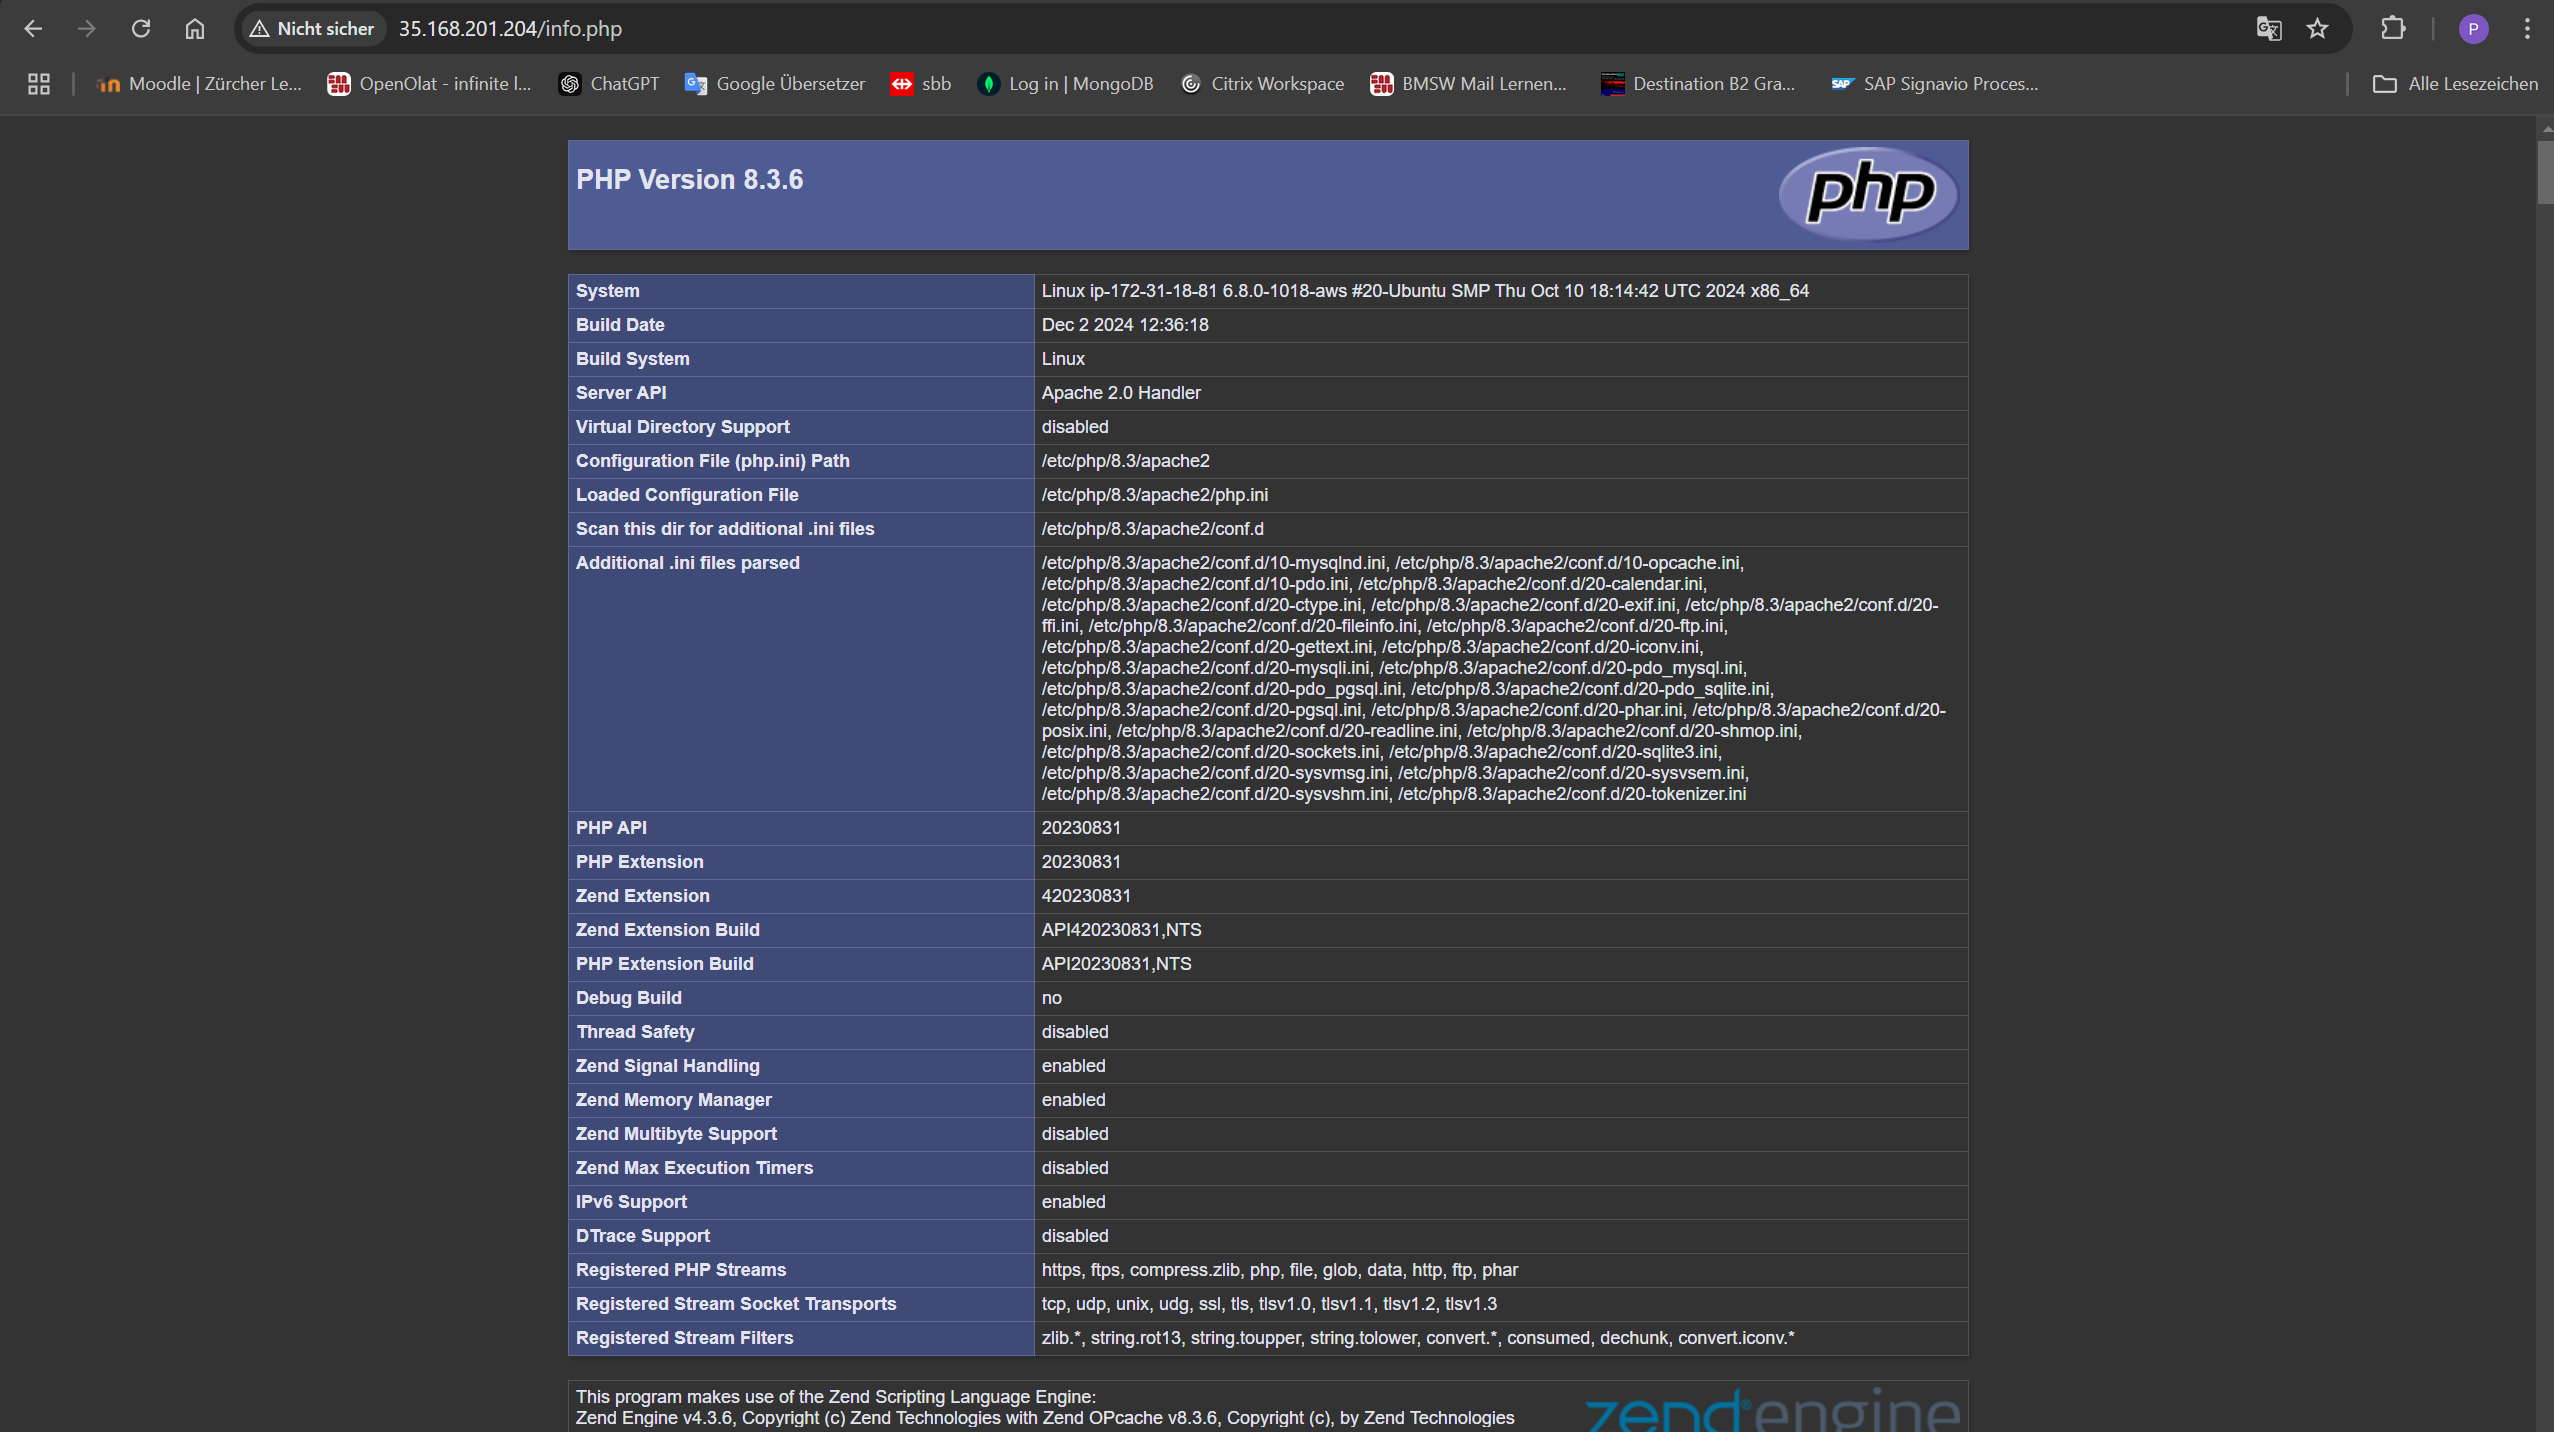 Nicht sicher 35.168.201.204/info.php P
Moodle | Zürcher Le... OpenOlat - infinite l... ChatGPT Google Übersetzer sbb Log in | MongoDB Citrix Workspace BMSW Mail Lernen... Destination B2 Gra... SAP SAP Signavio Proces... Alle Lesezeichen
PHP Version 8.3.6 php
System Linux ip-172-31-18-81 6.8.0-1018-aws #20-Ubuntu SMP Thu Oct 10 18:14:42 UTC 2024 x86_64
Build Date Dec 2 2024 12:36:18
Build System Linux
Server API Apache 2.0 Handler
Virtual Directory Support disabled
Configuration File (php.ini) Path /etc/php/8.3/apache2
Loaded Configuration File /etc/php/8.3/apache2/php.ini
Scan this dir for additional .ini files /etc/php/8.3/apache2/conf.d
Additional .ini files parsed /etc/php/8.3/apache2/conf.d/10-mysqlnd.ini, /etc/php/8.3/apache2/conf.d/10-opcache.ini,
/etc/php/8.3/apache2/conf.d/10-pdo.ini, /etc/php/8.3/apache2/conf.d/20-calendar.ini,
/etc/php/8.3/apache2/conf.d/20-ctype.ini, /etc/php/8.3/apache2/conf.d/20-exif.ini, /etc/php/8.3/apache2/conf.d/20-
ffi.ini, /etc/php/8.3/apache2/conf.d/20-fileinfo.ini, /etc/php/8.3/apache2/conf.d/20-ftp.ini,
/etc/php/8.3/apache2/conf.d/20-gettext.ini, /etc/php/8.3/apache2/conf.d/20-iconv.ini,
/etc/php/8.3/apache2/conf.d/20-mysqli.ini, /etc/php/8.3/apache2/conf.d/20-pdo_mysql.ini,
/etc/php/8.3/apache2/conf.d/20-pdo_pgsql.ini, /etc/php/8.3/apache2/conf.d/20-pdo_sqlite.ini,
/etc/php/8.3/apache2/conf.d/20-pgsql.ini, /etc/php/8.3/apache2/conf.d/20-phar.ini, /etc/php/8.3/apache2/conf.d/20-
posix.ini, /etc/php/8.3/apache2/conf.d/20-readline.ini, /etc/php/8.3/apache2/conf.d/20-shmop.ini,
/etc/php/8.3/apache2/conf.d/20-sockets.ini, /etc/php/8.3/apache2/conf.d/20-sqlite3.ini,
/etc/php/8.3/apache2/conf.d/20-sysvmsg.ini, /etc/php/8.3/apache2/conf.d/20-sysvsem.ini,
/etc/php/8.3/apache2/conf.d/20-sysvshm.ini, /etc/php/8.3/apache2/conf.d/20-tokenizer.ini
PHP API 20230831
PHP Extension 20230831
Zend Extension 420230831
Zend Extension Build API420230831,NTS
PHP Extension Build API20230831,NTS
Debug Build no
Thread Safety disabled
Zend Signal Handling enabled
Zend Memory Manager enabled
Zend Multibyte Support disabled
Zend Max Execution Timers disabled
IPv6 Support enabled
DTrace Support disabled
Registered PHP Streams https, ftps, compress.zlib, php, file, glob, data, http, ftp, phar
Registered Stream Socket Transports tcp, udp, unix, udg, ssl, tls, tlsv1.0, tlsv1.1, tlsv1.2, tlsv1.3
Registered Stream Filters zlib.*, string.rot13, string.toupper, string.tolower, convert.*, consumed, dechunk, convert.iconv.*
This program makes use of the Zend Scripting Language Engine:
Zend Engine v4.3.6, Copyright (c) Zend Technologies with Zend OPcache v8.3.6, Copyright (c), by Zend Technologies
zend® engine